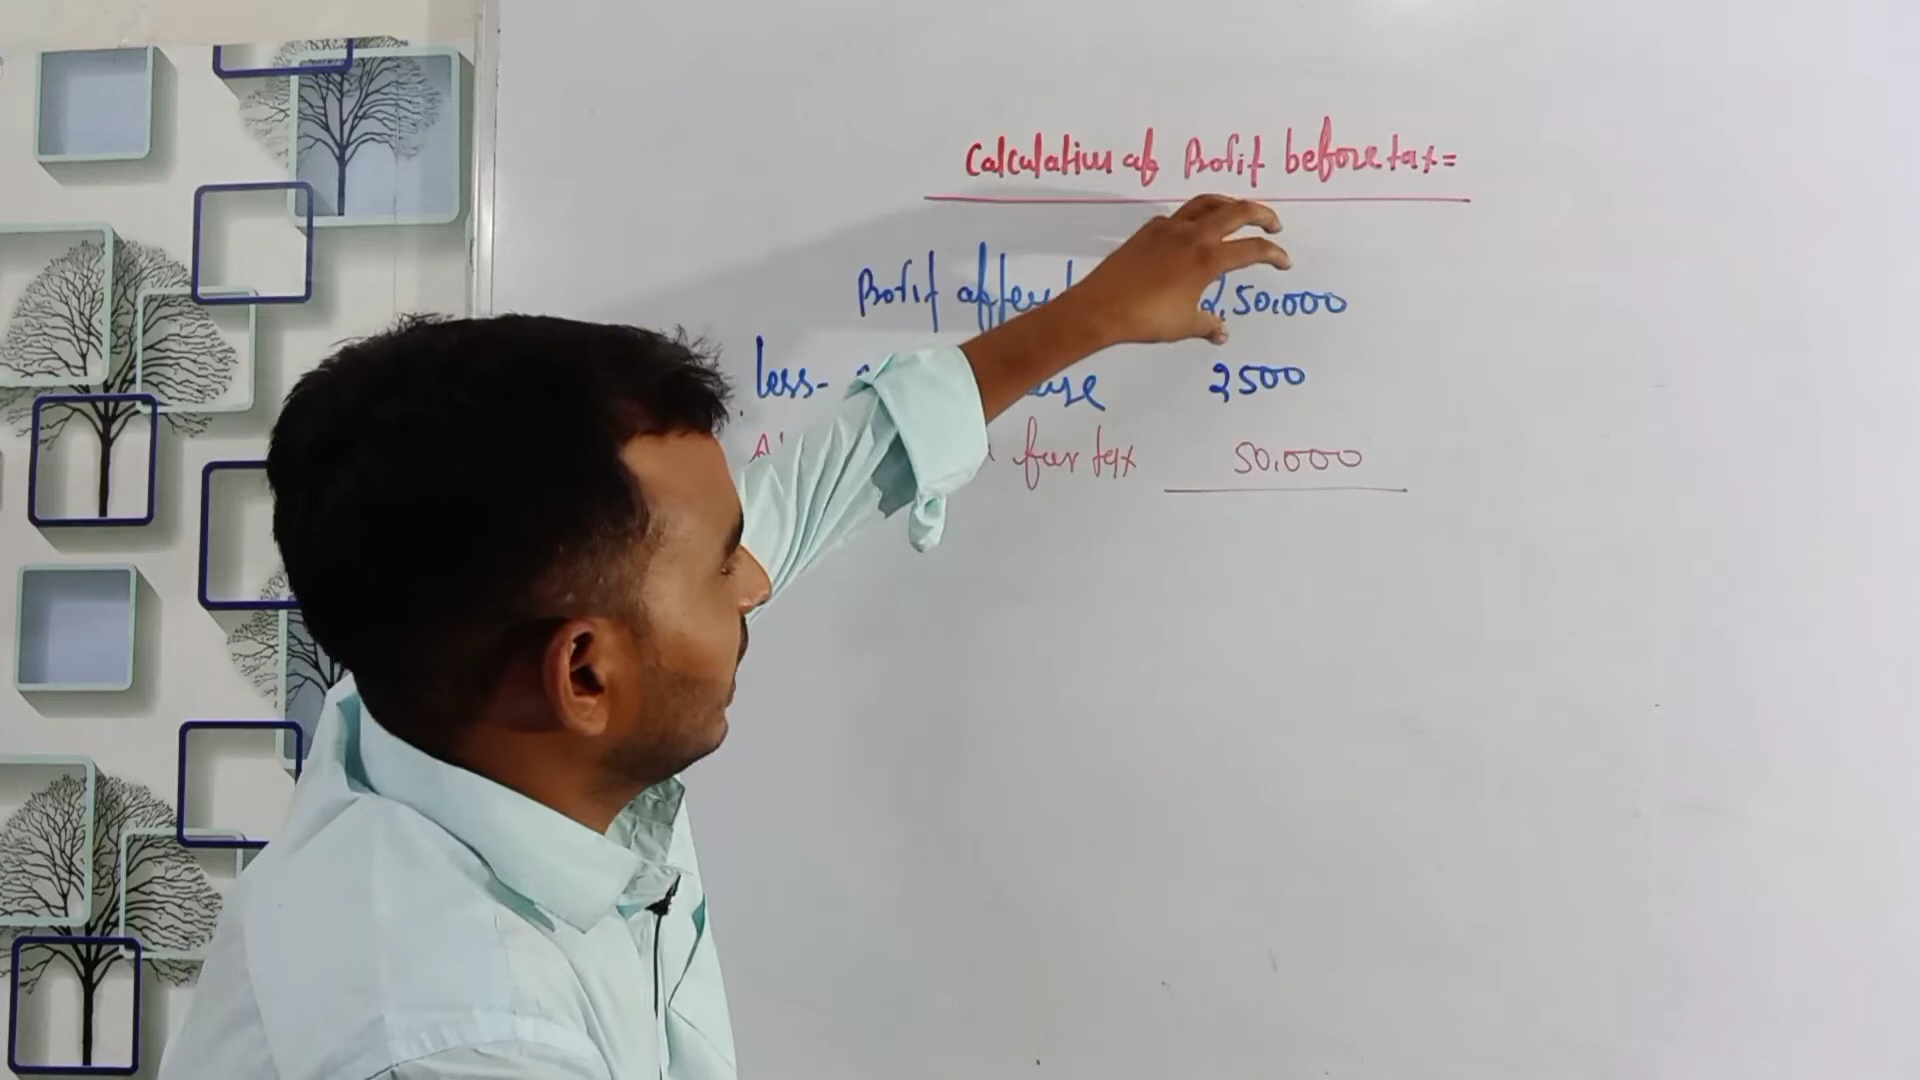 Calculation of Profit before tax =
Profit after 2,50,000
less- 2500
for tax 50,000